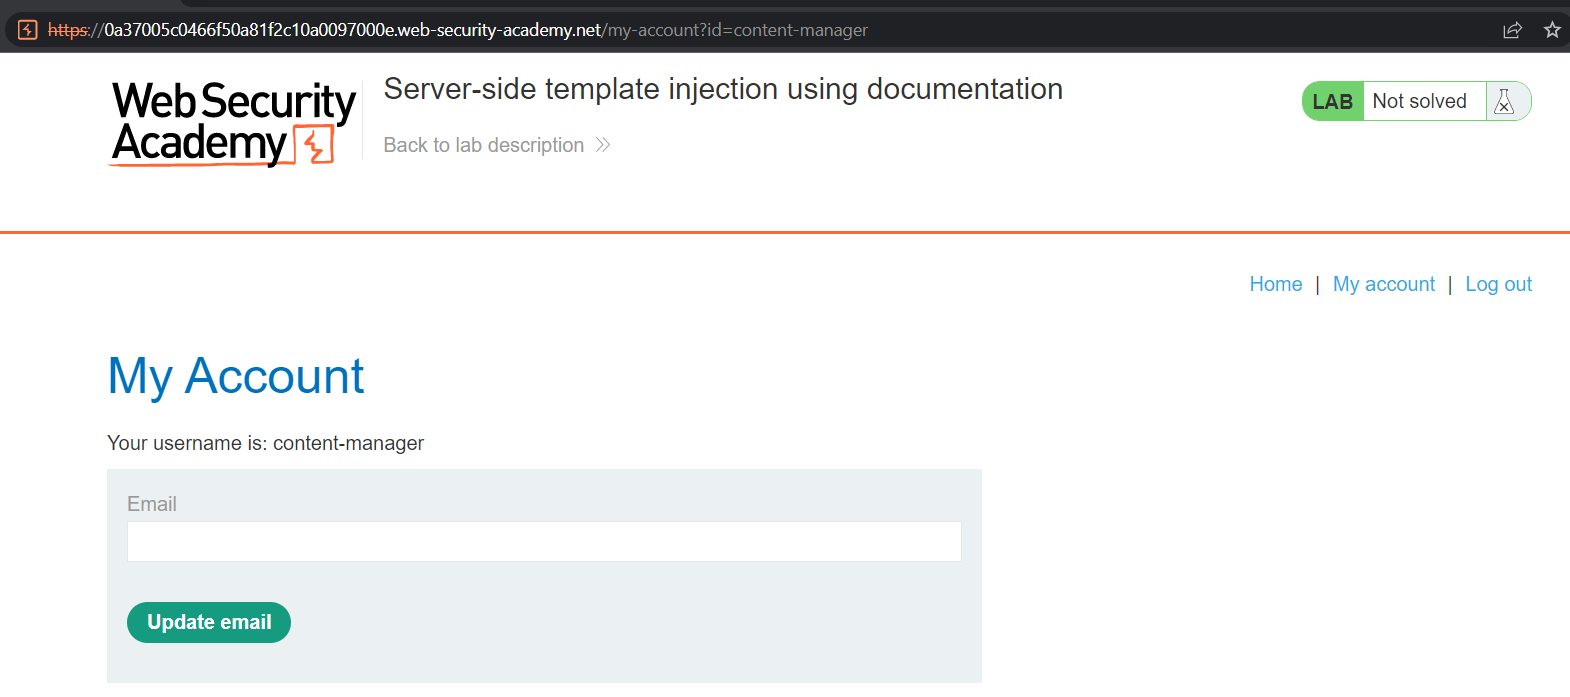 https://0a37005c0466f50a81f2c10a0097000e.web-security-academy.net/my-account?id=content-manager
Web Security
Academy
Server-side template injection using documentation
Back to lab description
LAB Not solved
Home | My account | Log out
My Account
Your username is: content-manager
Email
Update email